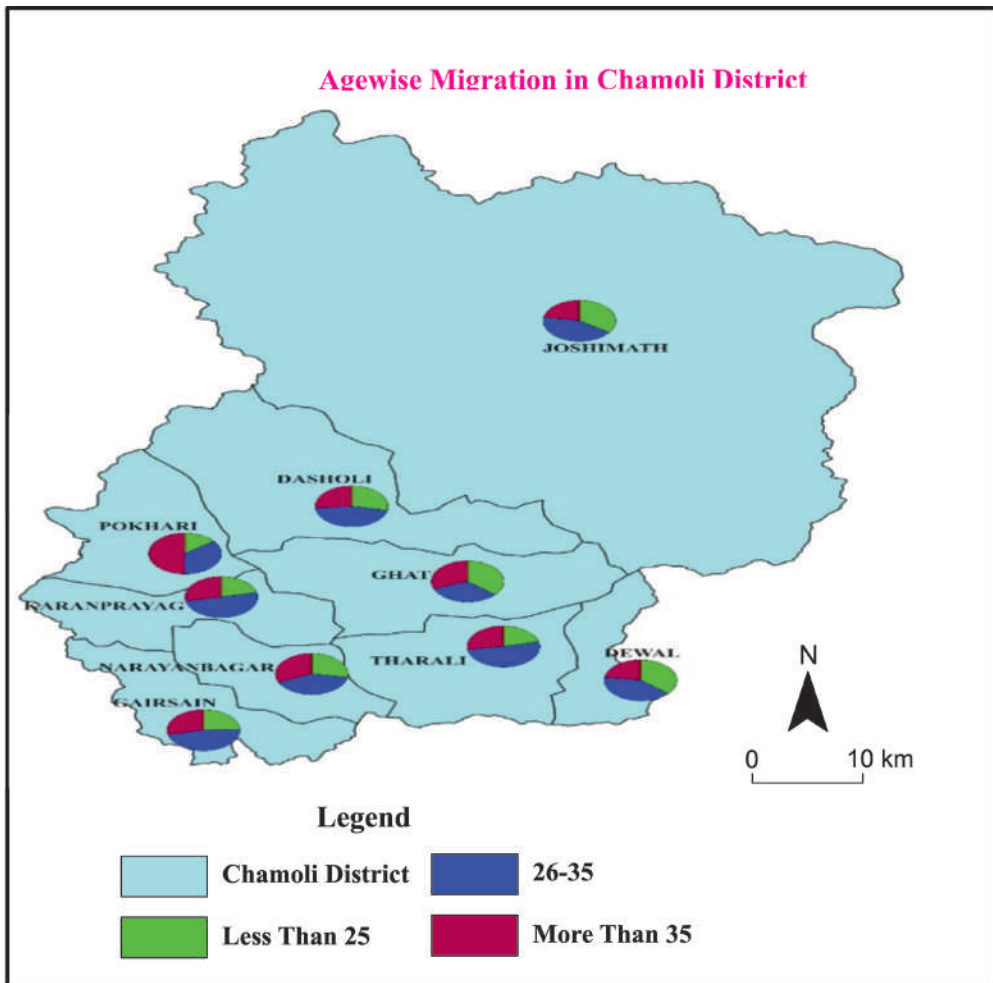 Agewise Migration in Chamoli District
JOSHIMATH
DASHOLI
POKHARI
GHAT
KARANPRAYAG
THARALI
DEWAL
NARAYANBAGAR
GAIRSAIN
N
0 10 km
Legend
Chamoli District
26-35
Less Than 25
More Than 35